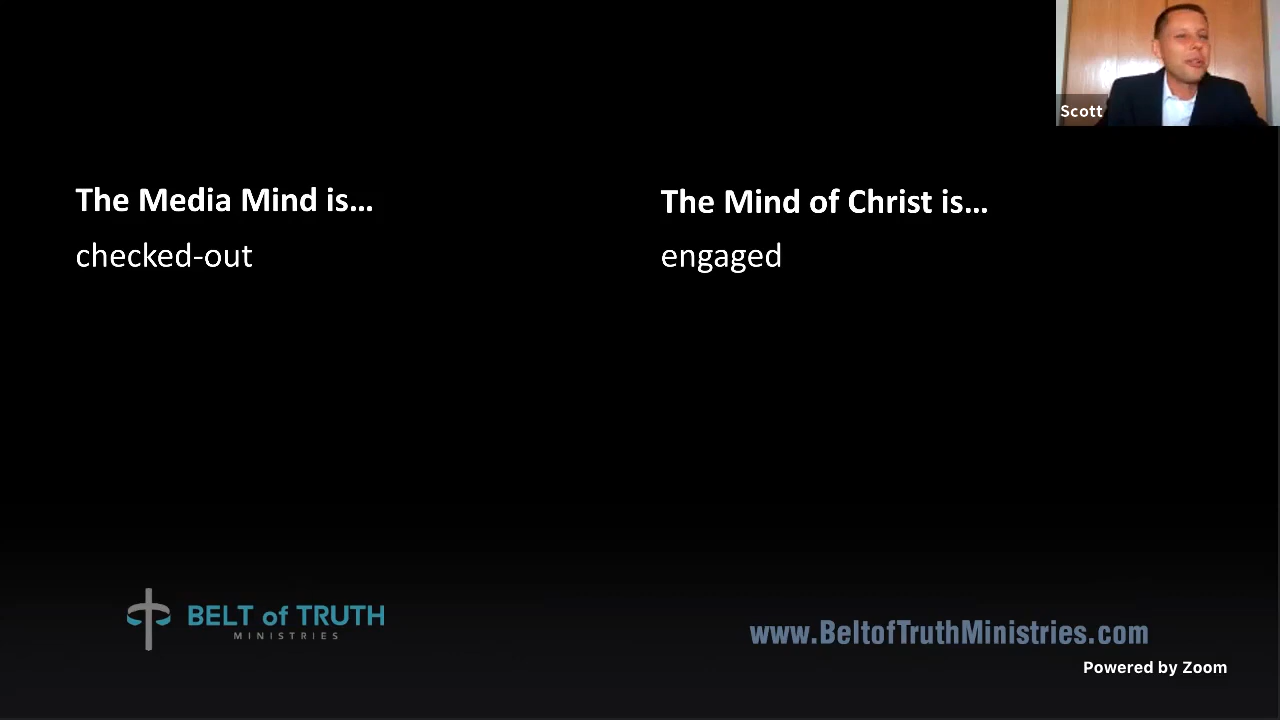 Scott
The Media Mind is...
checked-out
The Mind of Christ is...
engaged
BELT of TRUTH
MINISTRIES
www.BeltofTruthMinistries.com
Powered by Zoom